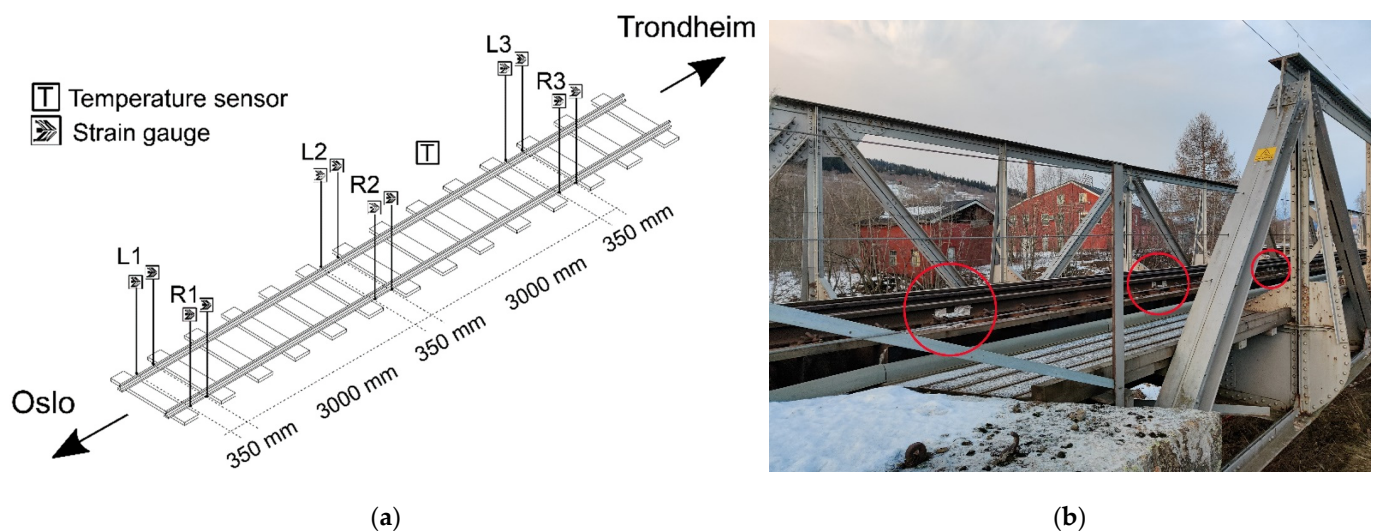 Trondheim
L3
T Temperature sensor
R3
Strain gauge
L2
T
R2
350 mm
L1
3000 mm
R1
350 mm
Oslo
3000 mm
350 mm
(a)
(b)